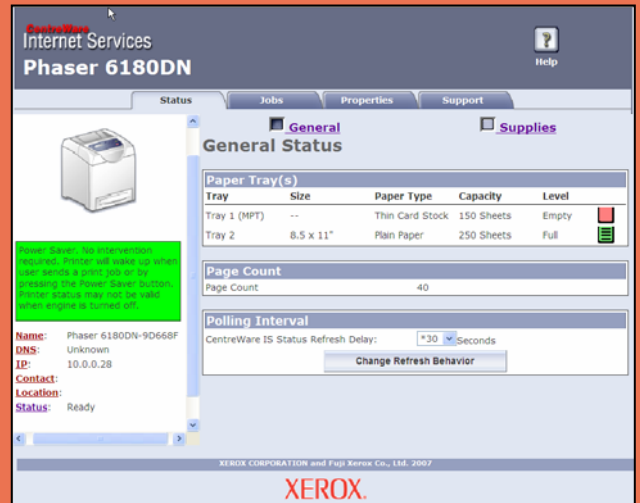 CentreWare
Internet Services
Phaser 6180DN
?
Help
Status Jobs Properties Support
General Supplies
General Status
Paper Tray(s)
Tray Size Paper Type Capacity Level
Tray 1 (MPT) -- Thin Card Stock 150 Sheets Empty
Tray 2 8.5 x 11" Plain Paper 250 Sheets Full
Page Count
Page Count 40
Polling Interval
CentreWare IS Status Refresh Delay: *30 Seconds
Change Refresh Behavior
Power Saver. No intervention
required. Printer will wake up when
user sends a print job or by
pressing the Power Saver button.
Printer status may not be valid
when engine is turned off.
Name: Phaser 6180DN-9D668F
DNS: Unknown
IP: 10.0.0.28
Contact:
Location:
Status: Ready
XEROX CORPORATION and Fuji Xerox Co., Ltd. 2007
XEROX.